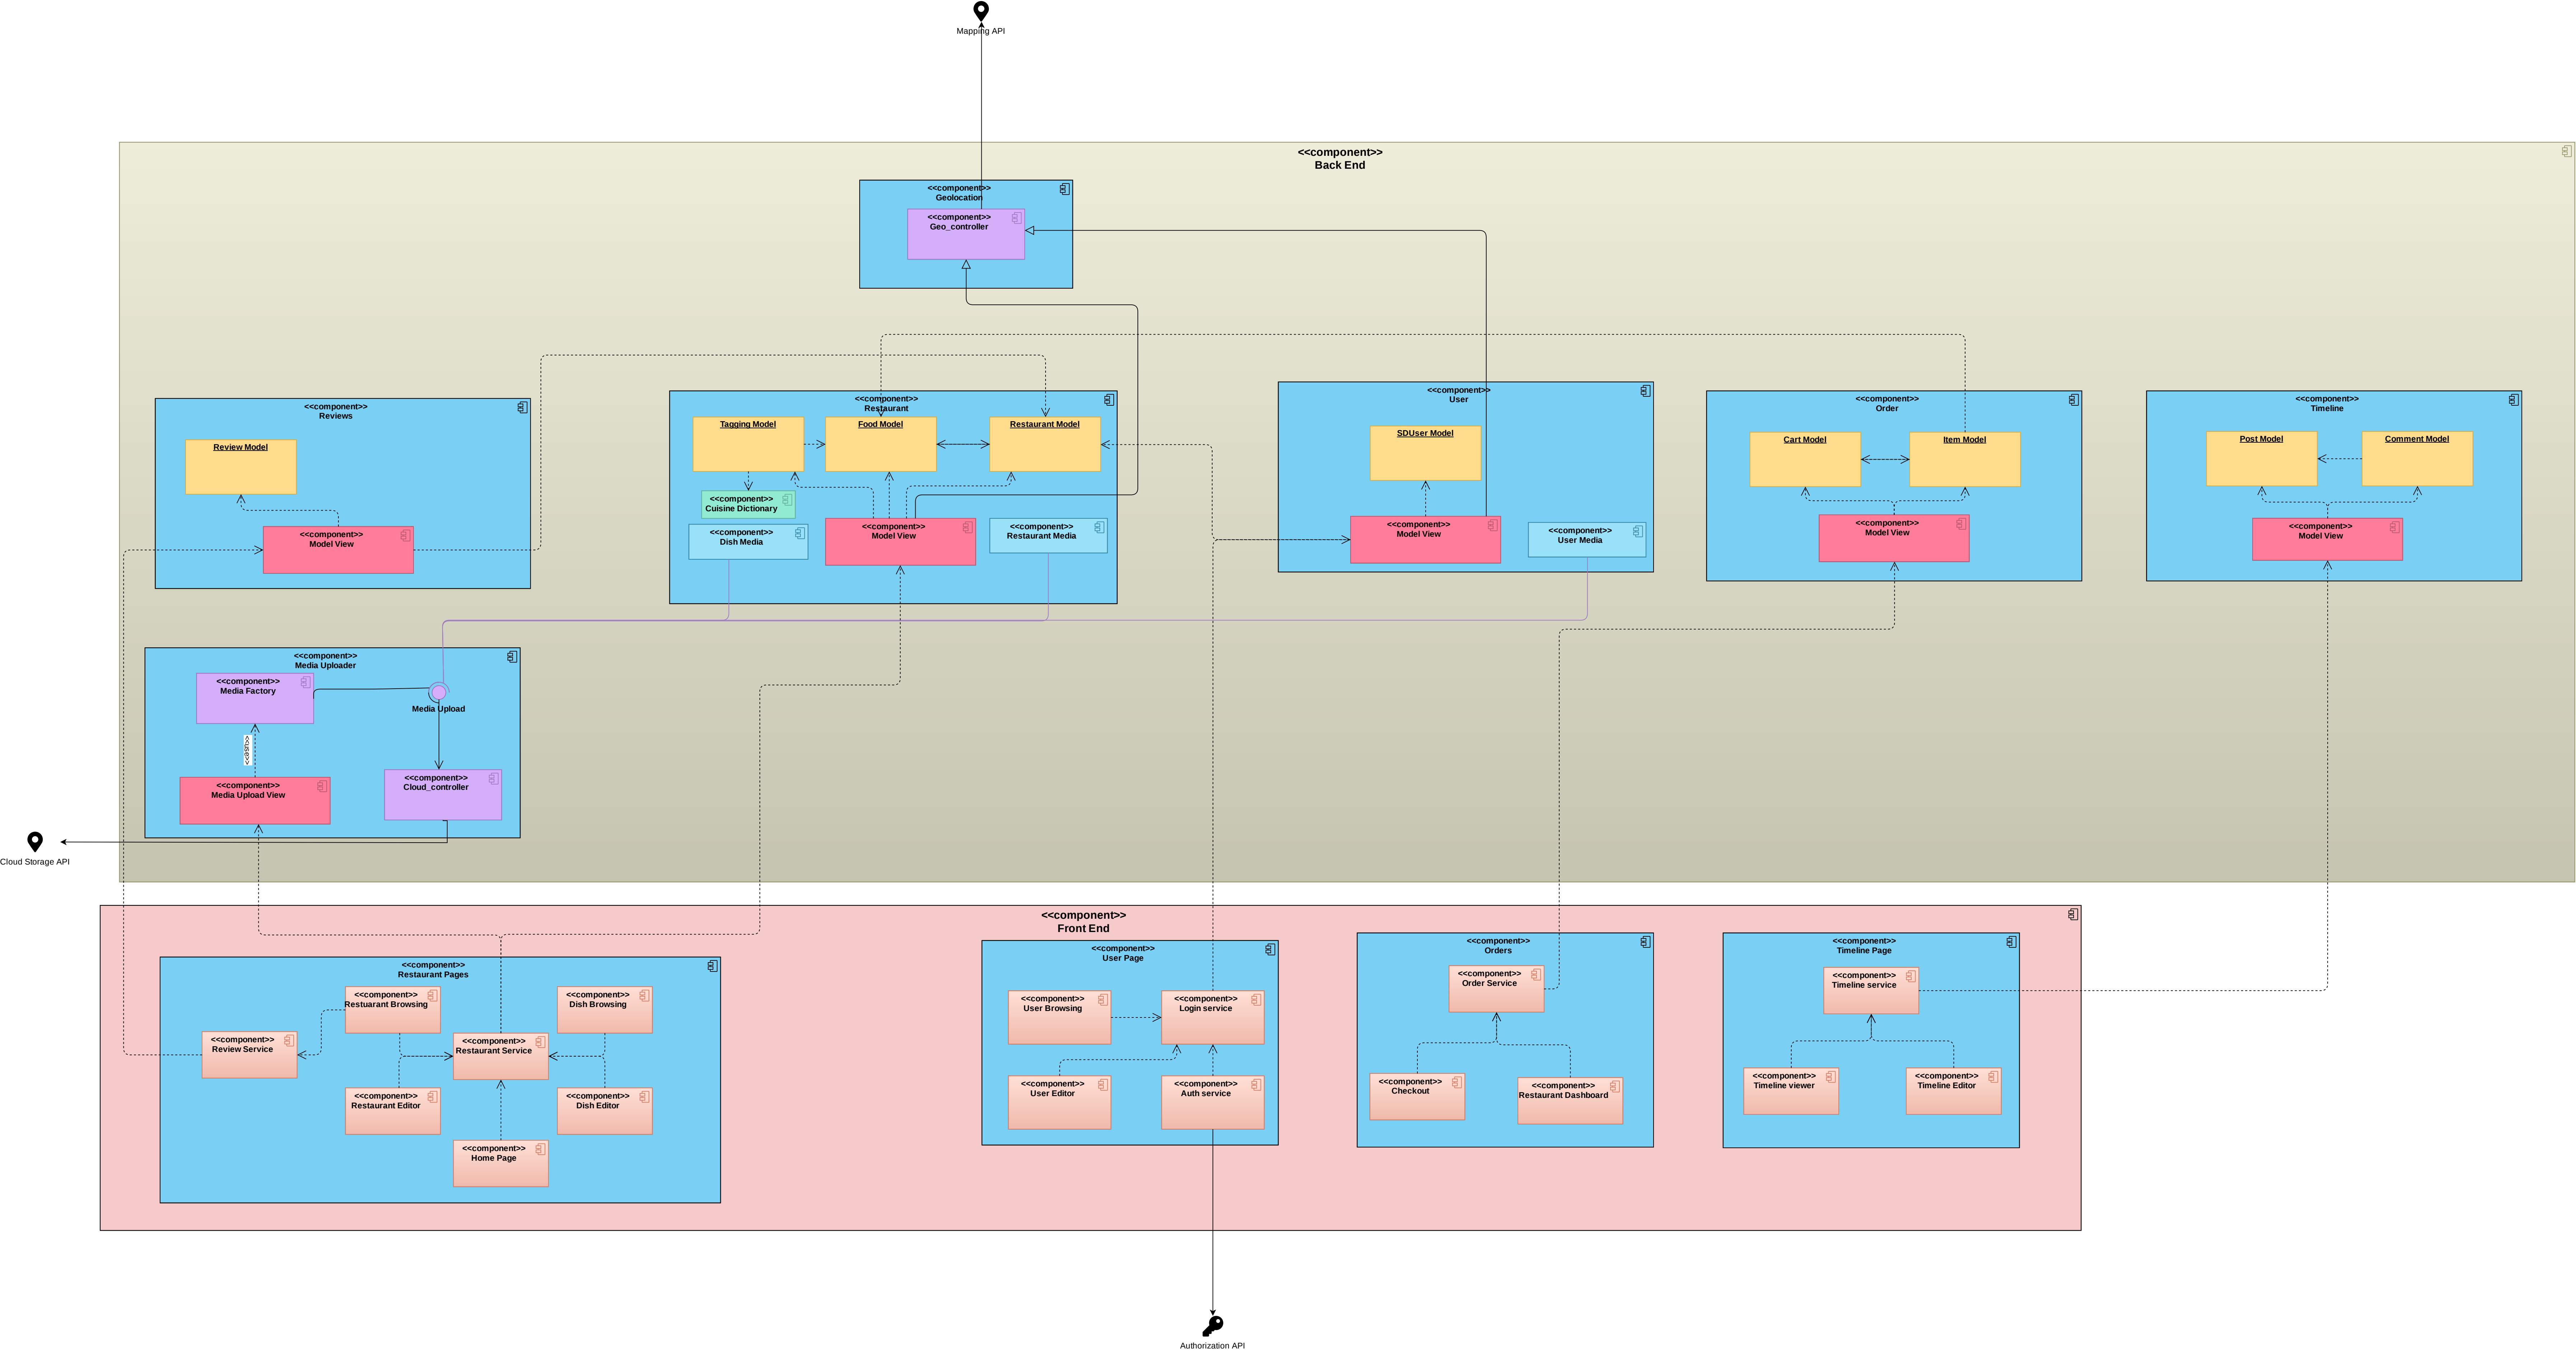 Mapping API
<<component>>
Back End
<<component>>
Geolocation
<<component>>
Geo_controller
<<component>>
Reviews
Review Model
<<component>>
Model View
<<component>>
Restaurant
Tagging Model
Food Model
Restaurant Model
<<component>>
Cuisine Dictionary
<<component>>
Dish Media
<<component>>
Model View
<<component>>
Restaurant Media
<<component>>
User
SDUser Model
<<component>>
Model View
<<component>>
User Media
<<component>>
Order
Cart Model
Item Model
<<component>>
Model View
<<component>>
Timeline
Post Model
Comment Model
<<component>>
Model View
<<component>>
Media Uploader
<<component>>
Media Factory
Media Upload
<<use>>
<<component>>
Media Upload View
<<component>>
Cloud_controller
Cloud Storage API
<<component>>
Front End
<<component>>
Restaurant Pages
<<component>>
Restuarant Browsing
<<component>>
Dish Browsing
<<component>>
Review Service
<<component>>
Restaurant Service
<<component>>
Restaurant Editor
<<component>>
Dish Editor
<<component>>
Home Page
<<component>>
User Page
<<component>>
User Browsing
<<component>>
Login service
<<component>>
User Editor
<<component>>
Auth service
<<component>>
Orders
<<component>>
Order Service
<<component>>
Checkout
<<component>>
Restaurant Dashboard
<<component>>
Timeline Page
<<component>>
Timeline service
<<component>>
Timeline viewer
<<component>>
Timeline Editor
Authorization API